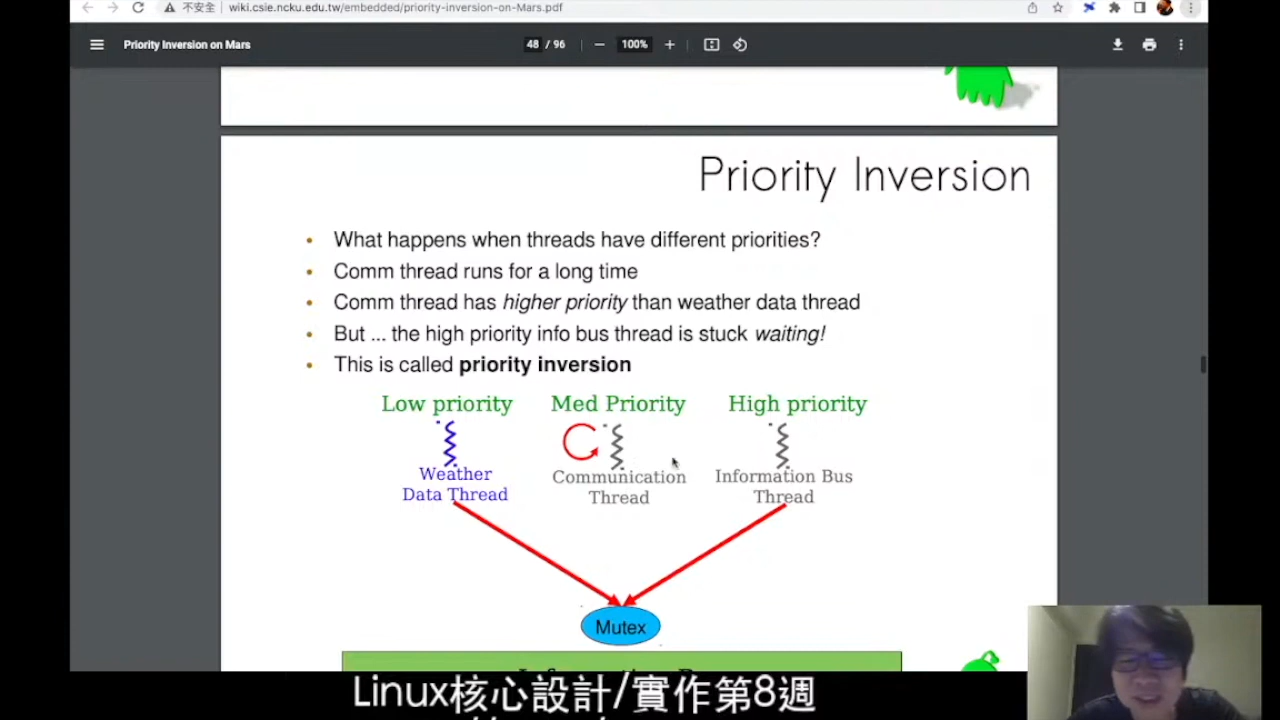 不安全
wiki.csie.ncku.edu.tw/embedded/priority-inversion-on-Mars.pdf
Priority Inversion on Mars
48 / 96
100%
Priority Inversion
• What happens when threads have different priorities?
• Comm thread runs for a long time
• Comm thread has higher priority than weather data thread
• But ... the high priority info bus thread is stuck waiting!
• This is called priority inversion
Low priority
Med Priority
High priority
Weather
Data Thread
Communication
Thread
Information Bus
Thread
Mutex
Linux核心設計/實作第8週